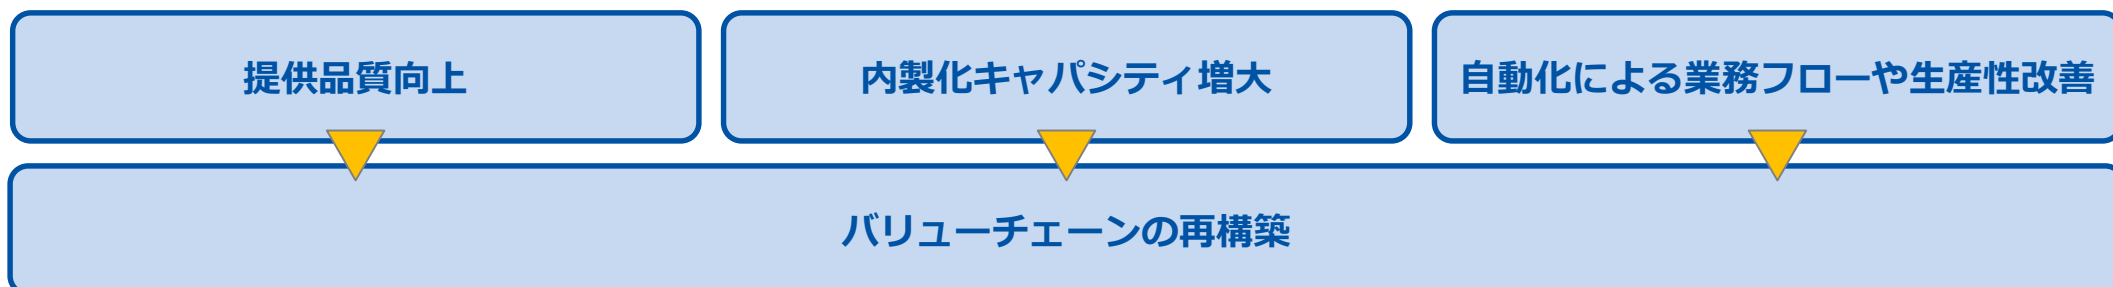 提供品質向上
内製化キャパシティ増大
自動化による業務フローや生産性改善
バリューチェーンの再構築